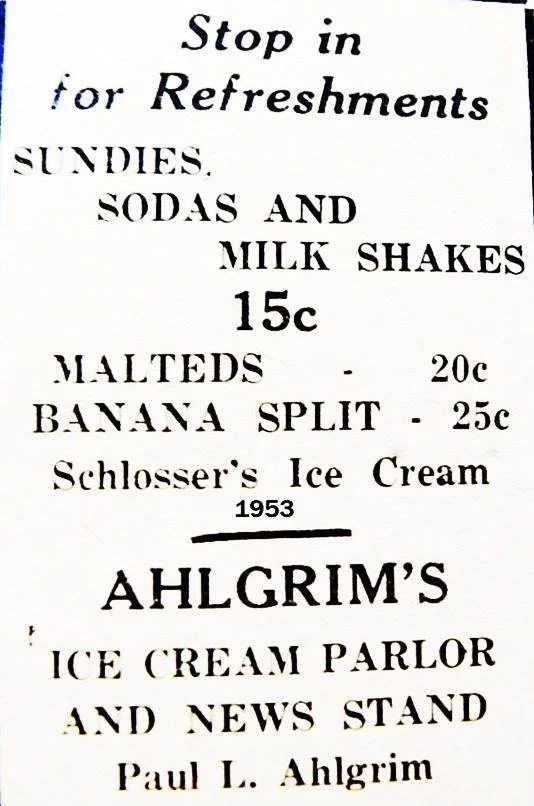 Stop in
for Refreshments
SUNDIES,
SODAS AND
MILK SHAKES
15c
MALTEDS - 20c
BANANA SPLIT - 25c
Schlosser's Ice Cream
1953
AHLGRIM'S
ICE CREAM PARLOR
AND NEWS STAND
Paul L. Ahlgrim